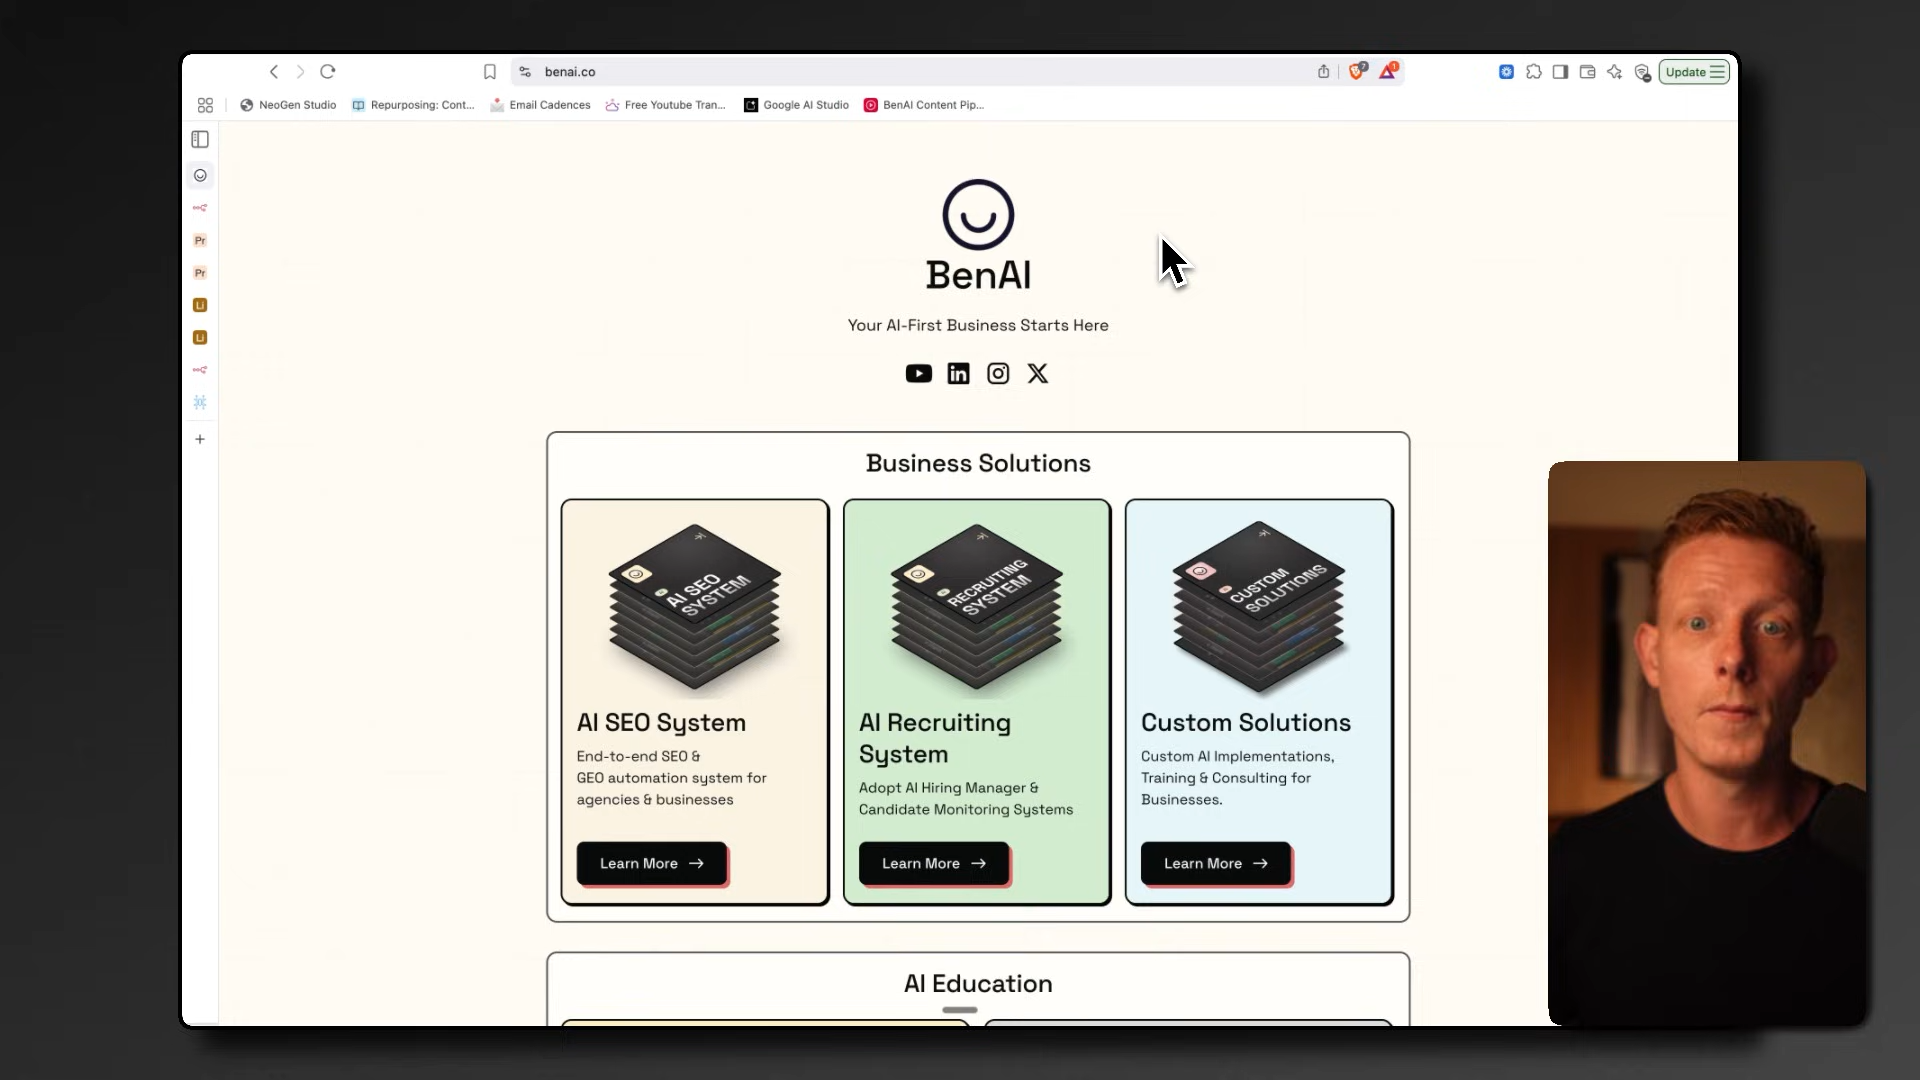 benai.co
7
1
Update
NeoGen Studio
Repurposing: Cont...
Email Cadences
Free Youtube Tran...
Google AI Studio
BenAI Content Pip...
Pr
Pr
Li
Li
BenAI
Your AI-First Business Starts Here
Business Solutions
AI SEO
SYSTEM
AI SEO System
End-to-end SEO &
GEO automation system for
agencies & businesses
Learn More →
RECRUITING
SYSTEM
AI Recruiting
System
Adopt AI Hiring Manager &
Candidate Monitoring Systems
Learn More →
CUSTOM
SOLUTIONS
Custom Solutions
Custom AI Implementations,
Training & Consulting for
Businesses.
Learn More →
AI Education